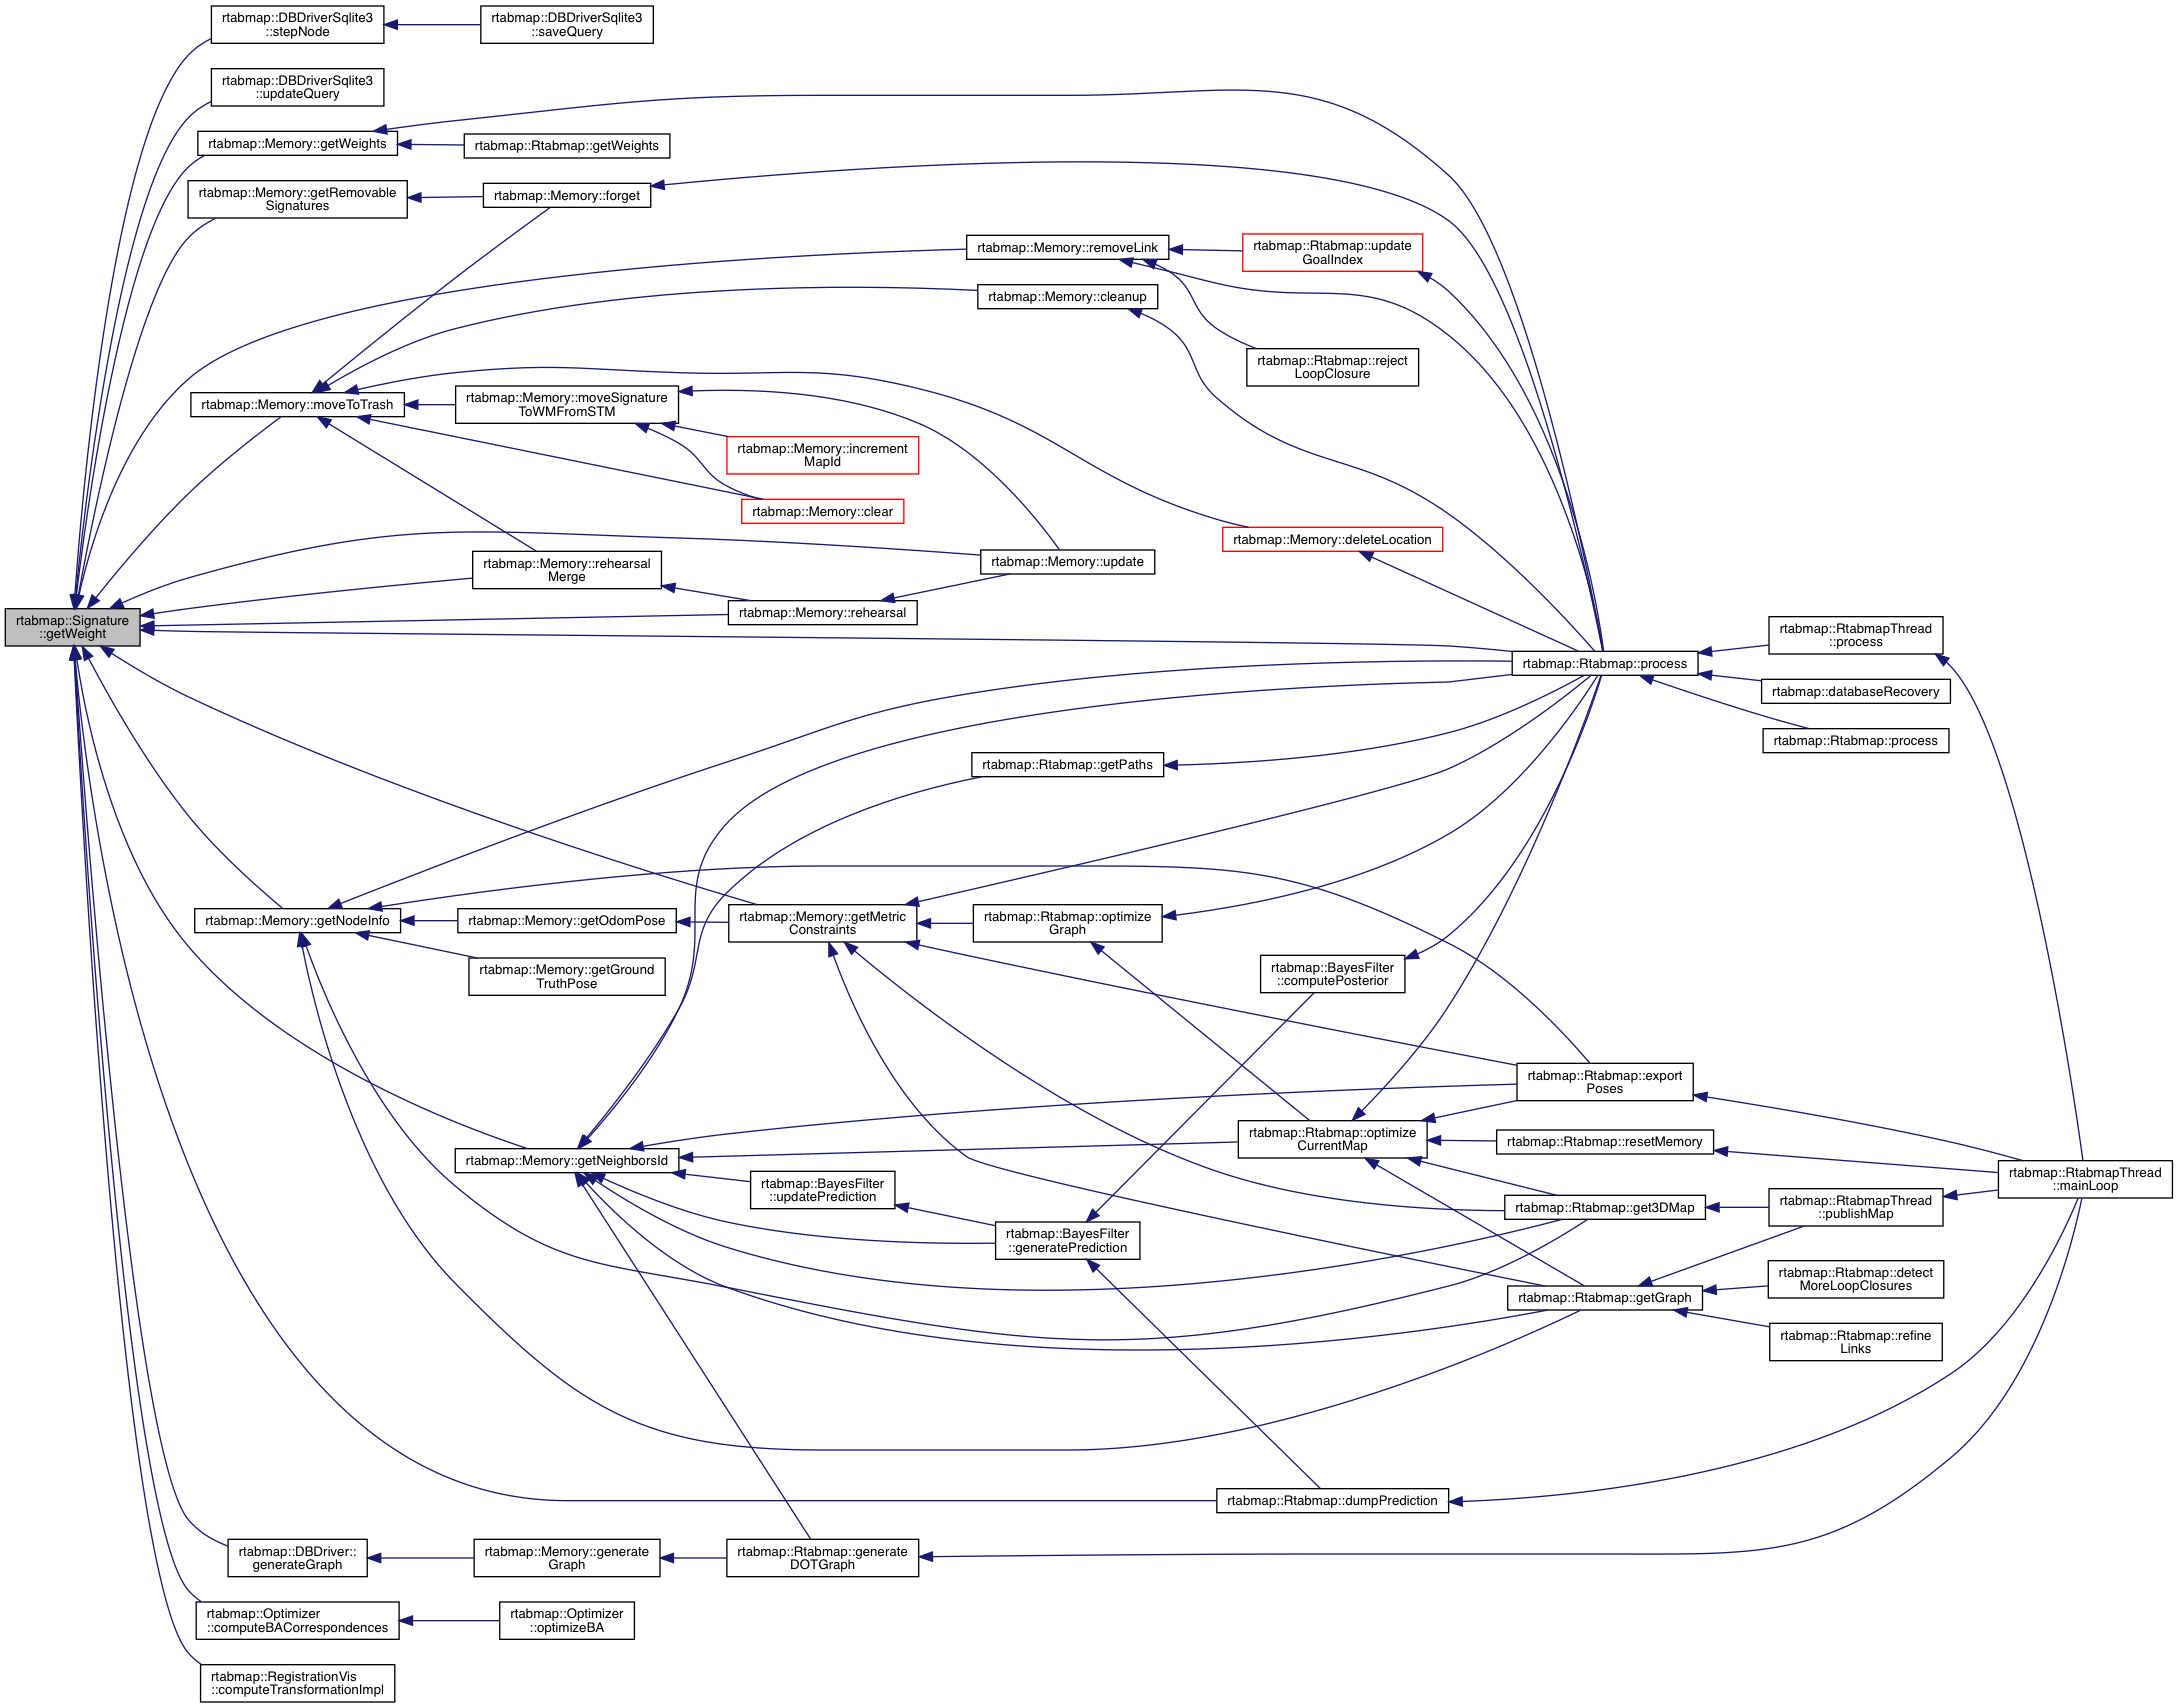 rtabmap::DBDriverSqlite3
::stepNode
rtabmap::DBDriverSqlite3
::saveQuery
rtabmap::DBDriverSqlite3
::updateQuery
rtabmap::Memory::getWeights
rtabmap::Rtabmap::getWeights
rtabmap::Memory::getRemovable
Signatures
rtabmap::Memory::forget
rtabmap::Memory::removeLink
rtabmap::Rtabmap::update
GoalIndex
rtabmap::Memory::cleanup
rtabmap::Rtabmap::reject
LoopClosure
rtabmap::Memory::moveToTrash
rtabmap::Memory::moveSignature
ToWMFromSTM
rtabmap::Memory::increment
MapId
rtabmap::Memory::clear
rtabmap::Memory::deleteLocation
rtabmap::Memory::rehearsal
Merge
rtabmap::Memory::update
rtabmap::Memory::rehearsal
rtabmap::Signature
::getWeight
rtabmap::Rtabmap::process
rtabmap::RtabmapThread
::process
rtabmap::databaseRecovery
rtabmap::Rtabmap::process
rtabmap::Rtabmap::getPaths
rtabmap::Memory::getNodeInfo
rtabmap::Memory::getOdomPose
rtabmap::Memory::getMetric
Constraints
rtabmap::Rtabmap::optimize
Graph
rtabmap::Memory::getGround
TruthPose
rtabmap::BayesFilter
::computePosterior
rtabmap::Rtabmap::export
Poses
rtabmap::Rtabmap::optimize
CurrentMap
rtabmap::Rtabmap::resetMemory
rtabmap::Memory::getNeighborsId
rtabmap::RtabmapThread
::mainLoop
rtabmap::BayesFilter
::updatePrediction
rtabmap::Rtabmap::get3DMap
rtabmap::RtabmapThread
::publishMap
rtabmap::BayesFilter
::generatePrediction
rtabmap::Rtabmap::detect
MoreLoopClosures
rtabmap::Rtabmap::getGraph
rtabmap::Rtabmap::refine
Links
rtabmap::Rtabmap::dumpPrediction
rtabmap::DBDriver::
generateGraph
rtabmap::Memory::generate
Graph
rtabmap::Rtabmap::generate
DOTGraph
rtabmap::Optimizer
::computeBACorrespondences
rtabmap::Optimizer
::optimizeBA
rtabmap::RegistrationVis
::computeTransformationImpl